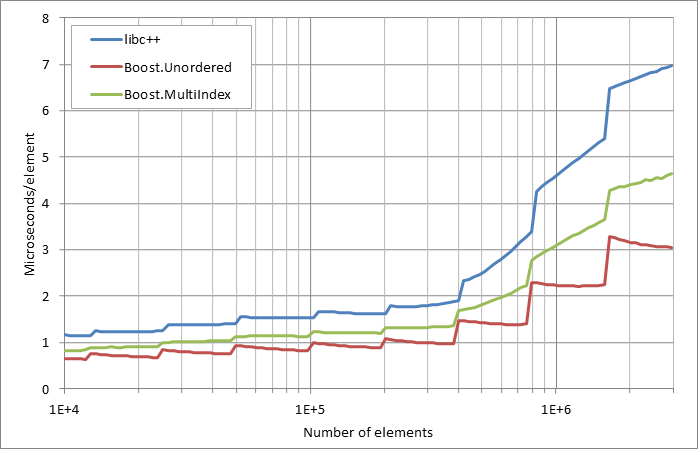 libc++
Boost.Unordered
Boost.MultiIndex
Microseconds/element
8
7
6
5
4
3
2
1
0
1E+4 1E+5 1E+6
Number of elements